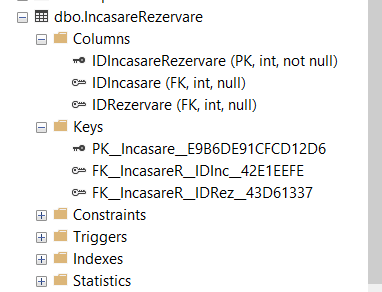 dbo.IncasareRezervare
Columns
IDIncasareRezervare (PK, int, not null)
IDIncasare (FK, int, null)
IDRezervare (FK, int, null)
Keys
PK__Incasare__E9B6DE91CFCD12D6
FK__IncasareR__IDInc__42E1EEFE
FK__IncasareR__IDRez__43D61337
Constraints
Triggers
Indexes
Statistics